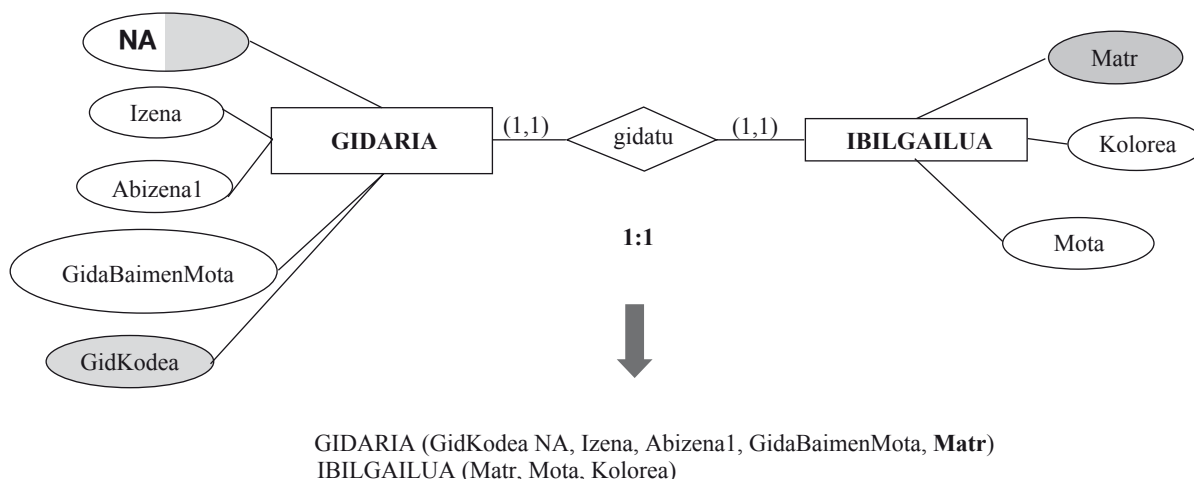 NA
Matr
Izena
Kolorea
(1,1)
(1,1)
GIDARIA
gidatu
IBILGAILUA
Abizena1
1:1
Mota
GidaBaimenMota
GidKodea
GIDARIA (GidKodea NA, Izena, Abizena1, GidaBaimenMota, Matr)
IBILGAILUA (Matr, Mota, Kolorea)